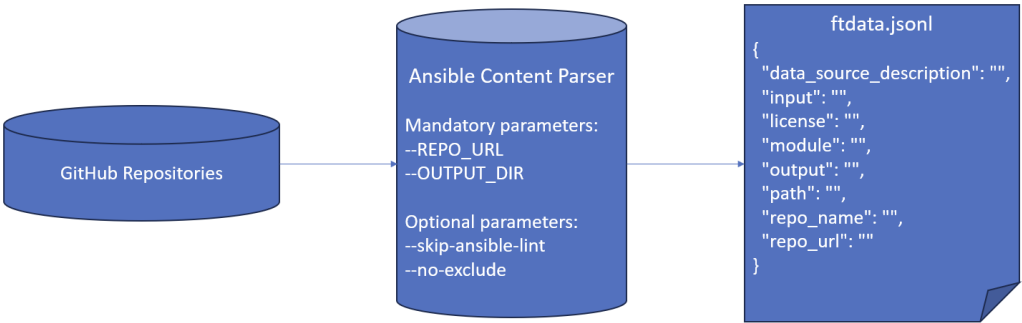 GitHub Repositories
Ansible Content Parser
Mandatory parameters:
--REPO_URL
--OUTPUT_DIR
Optional parameters:
--skip-ansible-lint
--no-exclude
ftdata.jsonl
{
"data_source_description": "",
"input": "",
"license": "",
"module": "",
"output": "",
"path": "",
"repo_name": "",
"repo_url": ""
}